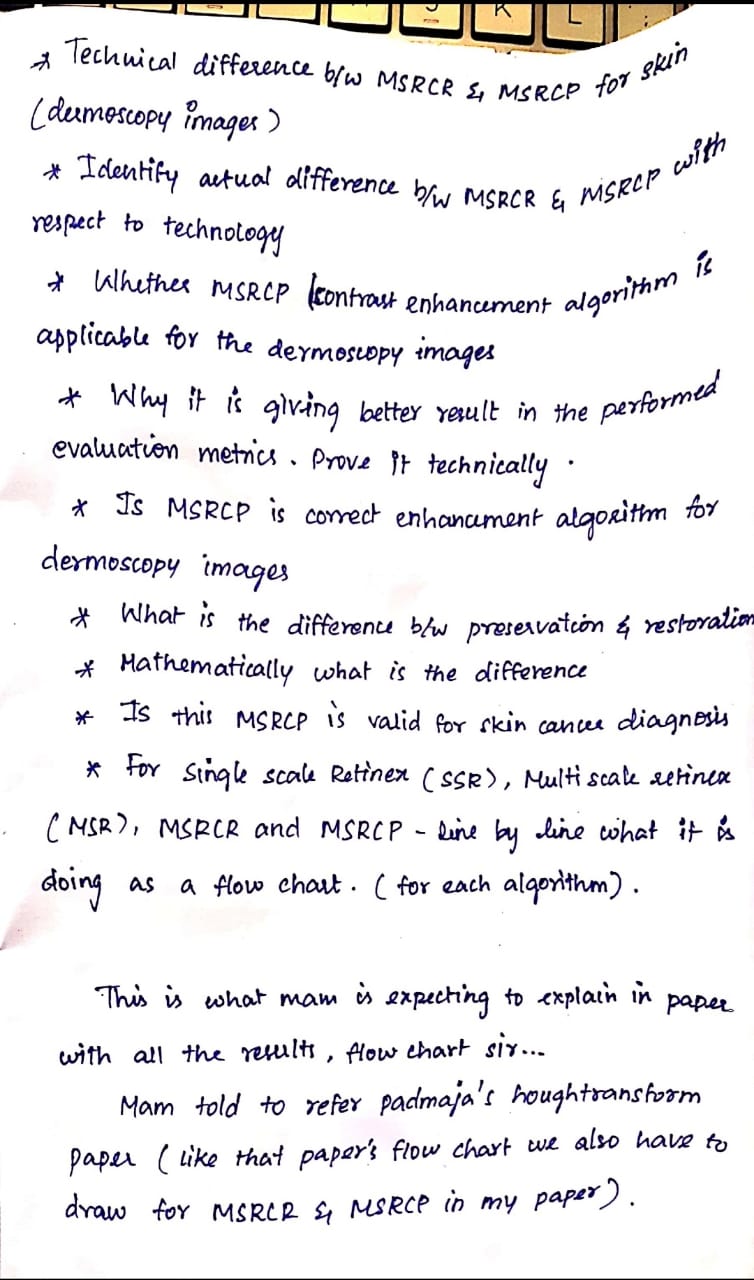 * Technical difference b/w MSRCR & MSRCP for skin
(dermoscopy images)
* Identify actual difference b/w MSRCR & MSRCP with
respect to technology
* Whether MSRCP /contrast enhancement algorithm is
applicable for the dermoscopy images
* Why it is giving better result in the performed
evaluation metrics. Prove it technically.
* Is MSRCP is correct enhancement algorithm for
dermoscopy images
* What is the difference b/w preservation & restoration
* Mathematically what is the difference
* Is this MSRCP is valid for skin cancer diagnosis
* For Single scale Retinex (SSR), Multi scale retinex
(MSR), MSRCR and MSRCP - line by line what it is
doing as a flow chart. (for each algorithm).
This is what mam is expecting to explain in paper
with all the results, flow chart sir...
Mam told to refer padmaja's houghtransform
paper (like that paper's flow chart we also have to
draw for MSRCR & MSRCP in my paper).
K
L